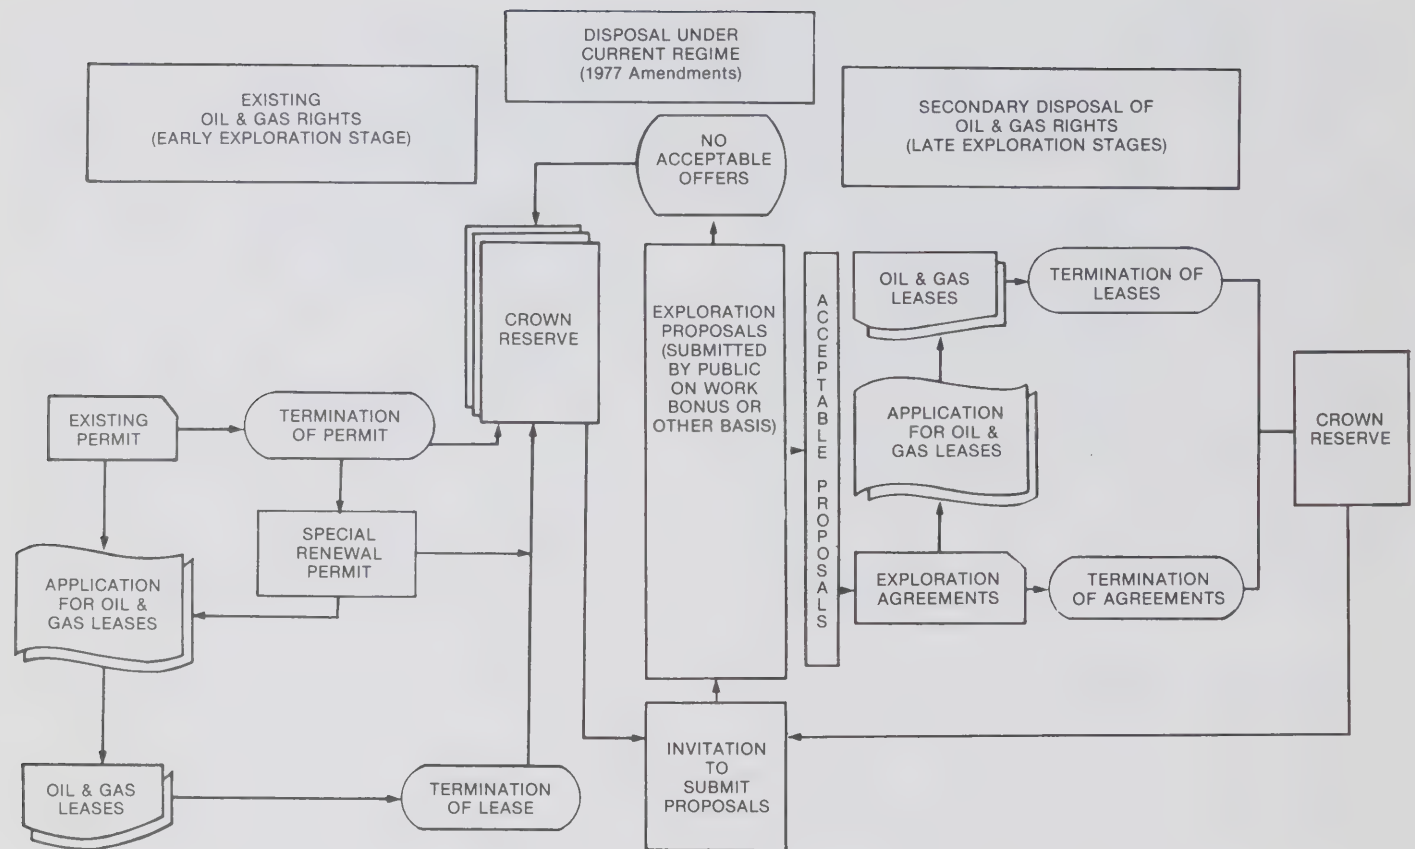 DISPOSAL UNDER
CURRENT REGIME
(1977 Amendments)
EXISTING
OIL & GAS RIGHTS
(EARLY EXPLORATION STAGE)
SECONDARY DISPOSAL OF
OIL & GAS RIGHTS
(LATE EXPLORATION STAGES)
NO
ACCEPTABLE
OFFERS
CROWN
RESERVE
EXISTING
PERMIT
TERMINATION
OF PERMIT
SPECIAL
RENEWAL
PERMIT
APPLICATION
FOR OIL &
GAS LEASES
OIL & GAS
LEASES
TERMINATION
OF LEASE
EXPLORATION
PROPOSALS
(SUBMITTED
BY PUBLIC
ON WORK
BONUS OR
OTHER BASIS)
INVITATION
TO
SUBMIT
PROPOSALS
ACCEPTABLE PROPOSALS
OIL & GAS
LEASES
TERMINATION OF
LEASES
APPLICATION
FOR OIL &
GAS LEASES
EXPLORATION
AGREEMENTS
TERMINATION
OF AGREEMENTS
CROWN
RESERVE